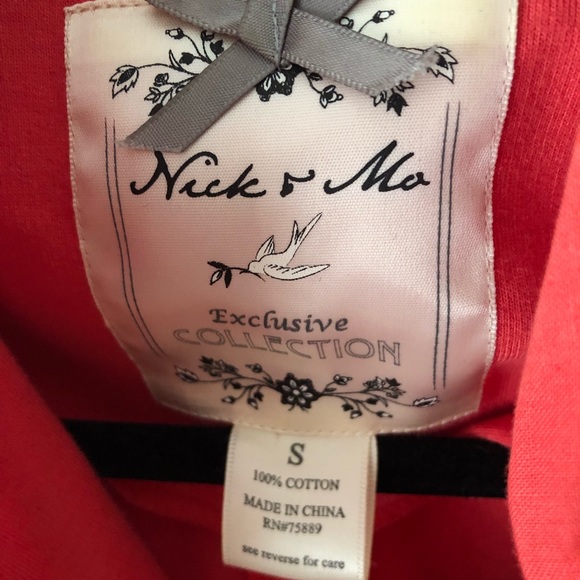 Nick & Mo
Exclusive
COLLECTION
S
100% COTTON
MADE IN CHINA
RN#75889
see reverse for care